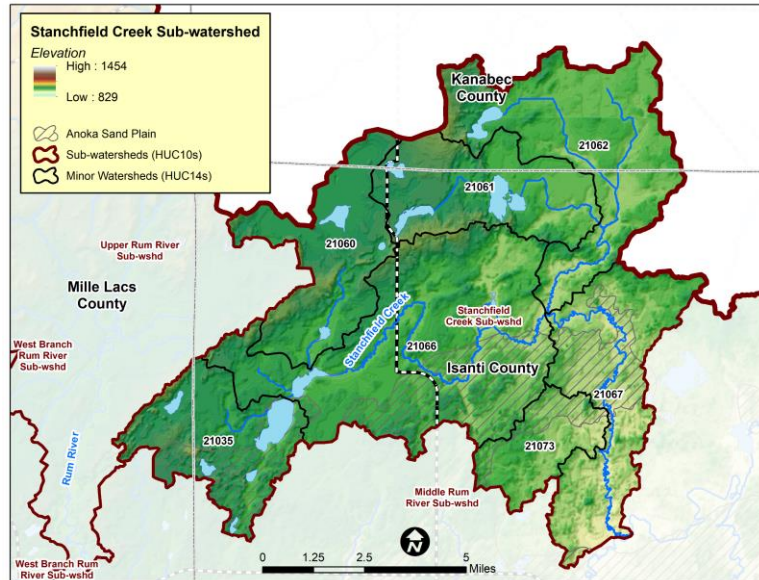 Stanchfield Creek Sub-watershed
Elevation
High : 1454
Low : 829
Anoka Sand Plain
Sub-watersheds (HUC10s)
Minor Watersheds (HUC14s)
Kanabec
County
21062
21061
Upper Rum River
Sub-wshd
21060
Mille Lacs
County
Stanchfield
Creek Sub-wshd
Stanchfield Creek
21066
West Branch
Rum River
Sub-wshd
Isanti County
21067
21035
21073
Rum River
Middle Rum
River Sub-wshd
West Branch Rum
River Sub-wshd
N
0 1.25 2.5 5
Miles